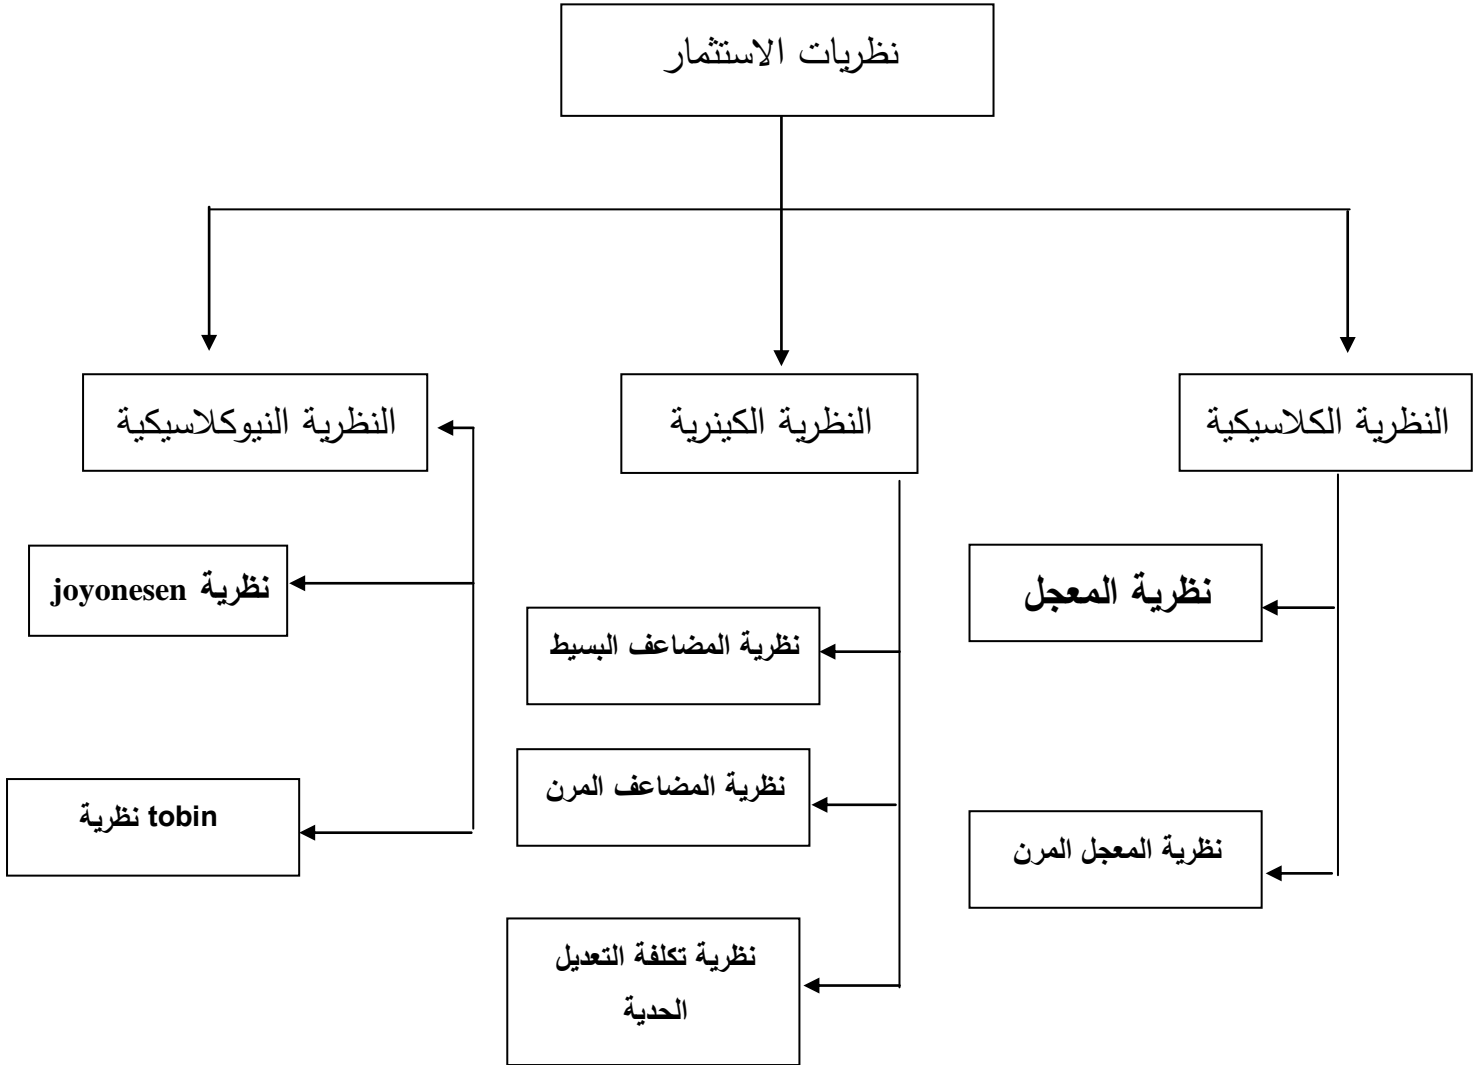 نظريات الاستثمار
النظرية الكلاسيكية
النظرية الكينرية
النظرية النيوكلاسيكية
نظرية المعجل
نظرية المعجل المرن
نظرية المضاعف البسيط
نظرية المضاعف المرن
نظرية تكلفة التعديل
الحدية
نظرية joyonesen
tobin نظرية